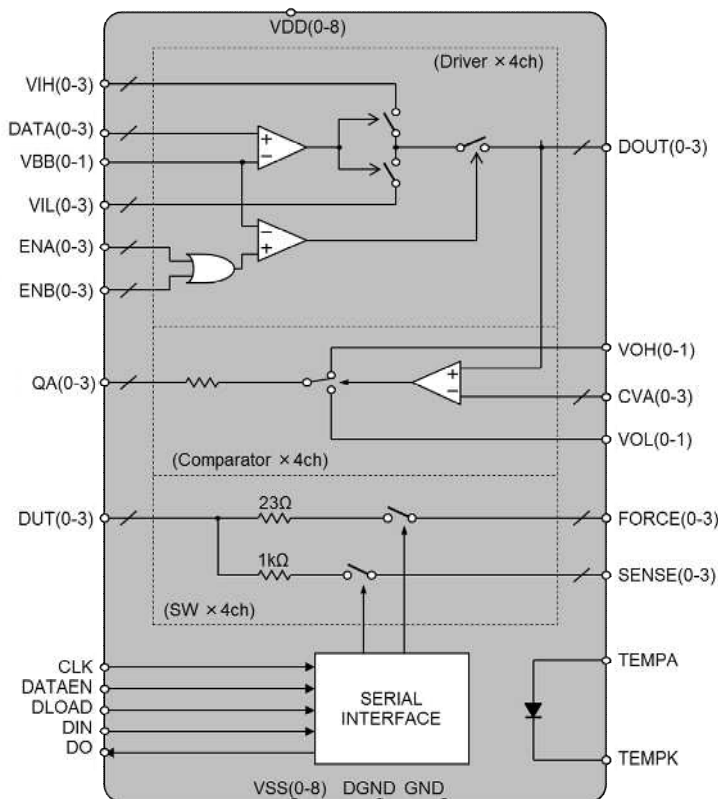 VDD(0-8)
(Driver × 4ch)
VIH(0-3)
DATA(0-3)
VBB(0-1)
VIL(0-3)
ENA(0-3)
ENB(0-3)
DOUT(0-3)
+
−
−
+
VOH(0-1)
QA(0-3)
+
−
CVA(0-3)
VOL(0-1)
(Comparator × 4ch)
DUT(0-3)
23Ω
FORCE(0-3)
1kΩ
SENSE(0-3)
(SW × 4ch)
CLK
DATAEN
DLOAD
DIN
DO
SERIAL
INTERFACE
TEMPA
TEMPK
VSS(0-8) DGND GND